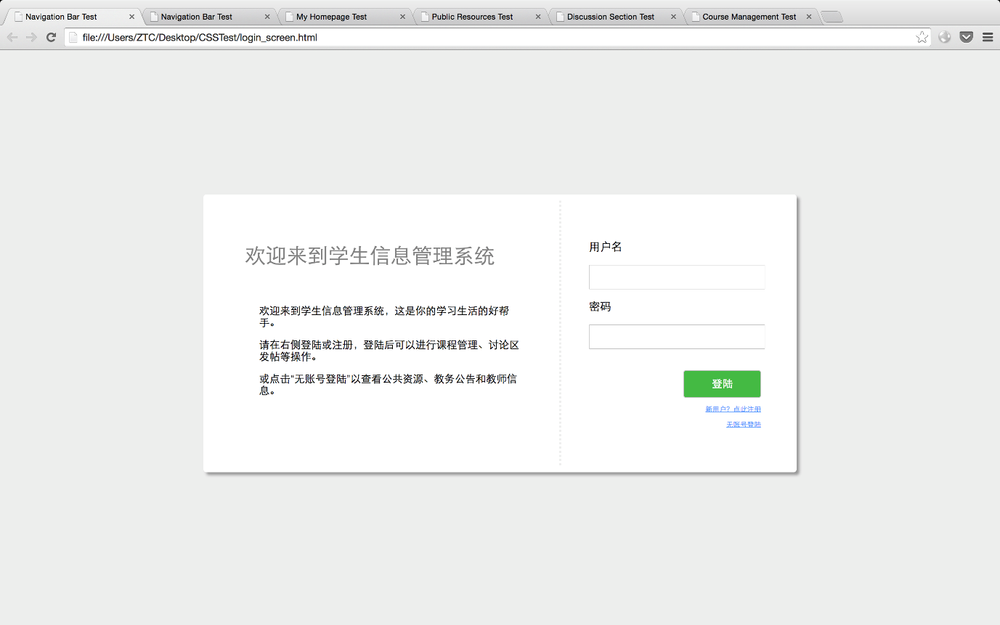 Navigation Bar Test
Navigation Bar Test
My Homepage Test
Public Resources Test
Discussion Section Test
Course Management Test
file:///Users/ZTC/Desktop/CSSTest/login_screen.html
欢迎来到学生信息管理系统
欢迎来到学生信息管理系统，这是你的学习生活的好帮
手。
请在右侧登陆或注册，登陆后可以进行课程管理、讨论区
发帖等操作。
或点击“无账号登陆”以查看公共资源、教务公告和教师信
息。
用户名
密码
登陆
新用户？点此注册
无账号登陆